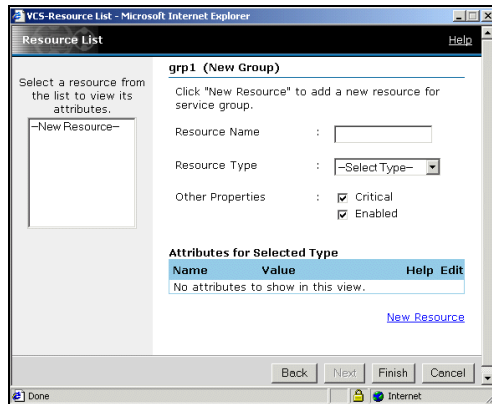 VCS-Resource List - Microsoft Internet Explorer
Resource List
Help
Select a resource from
the list to view its
attributes.
--New Resource--
grp1 (New Group)
Click "New Resource" to add a new resource for
service group.
Resource Name :
Resource Type : --Select Type--
Other Properties : Critical
Enabled
Attributes for Selected Type
Name Value Help Edit
No attributes to show in this view.
New Resource
Back Next Finish Cancel
Done Internet